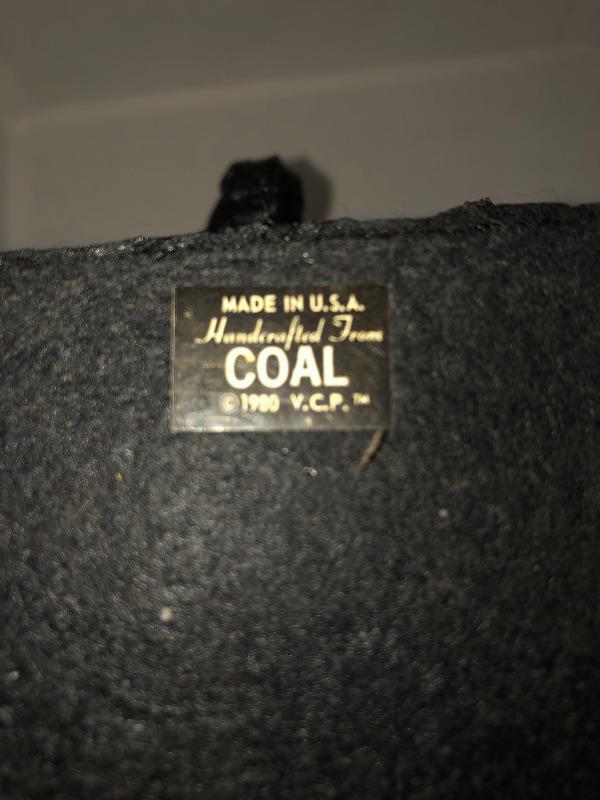 MADE IN U.S.A.
Handcrafted From
COAL
© 1980 V.C.P.™